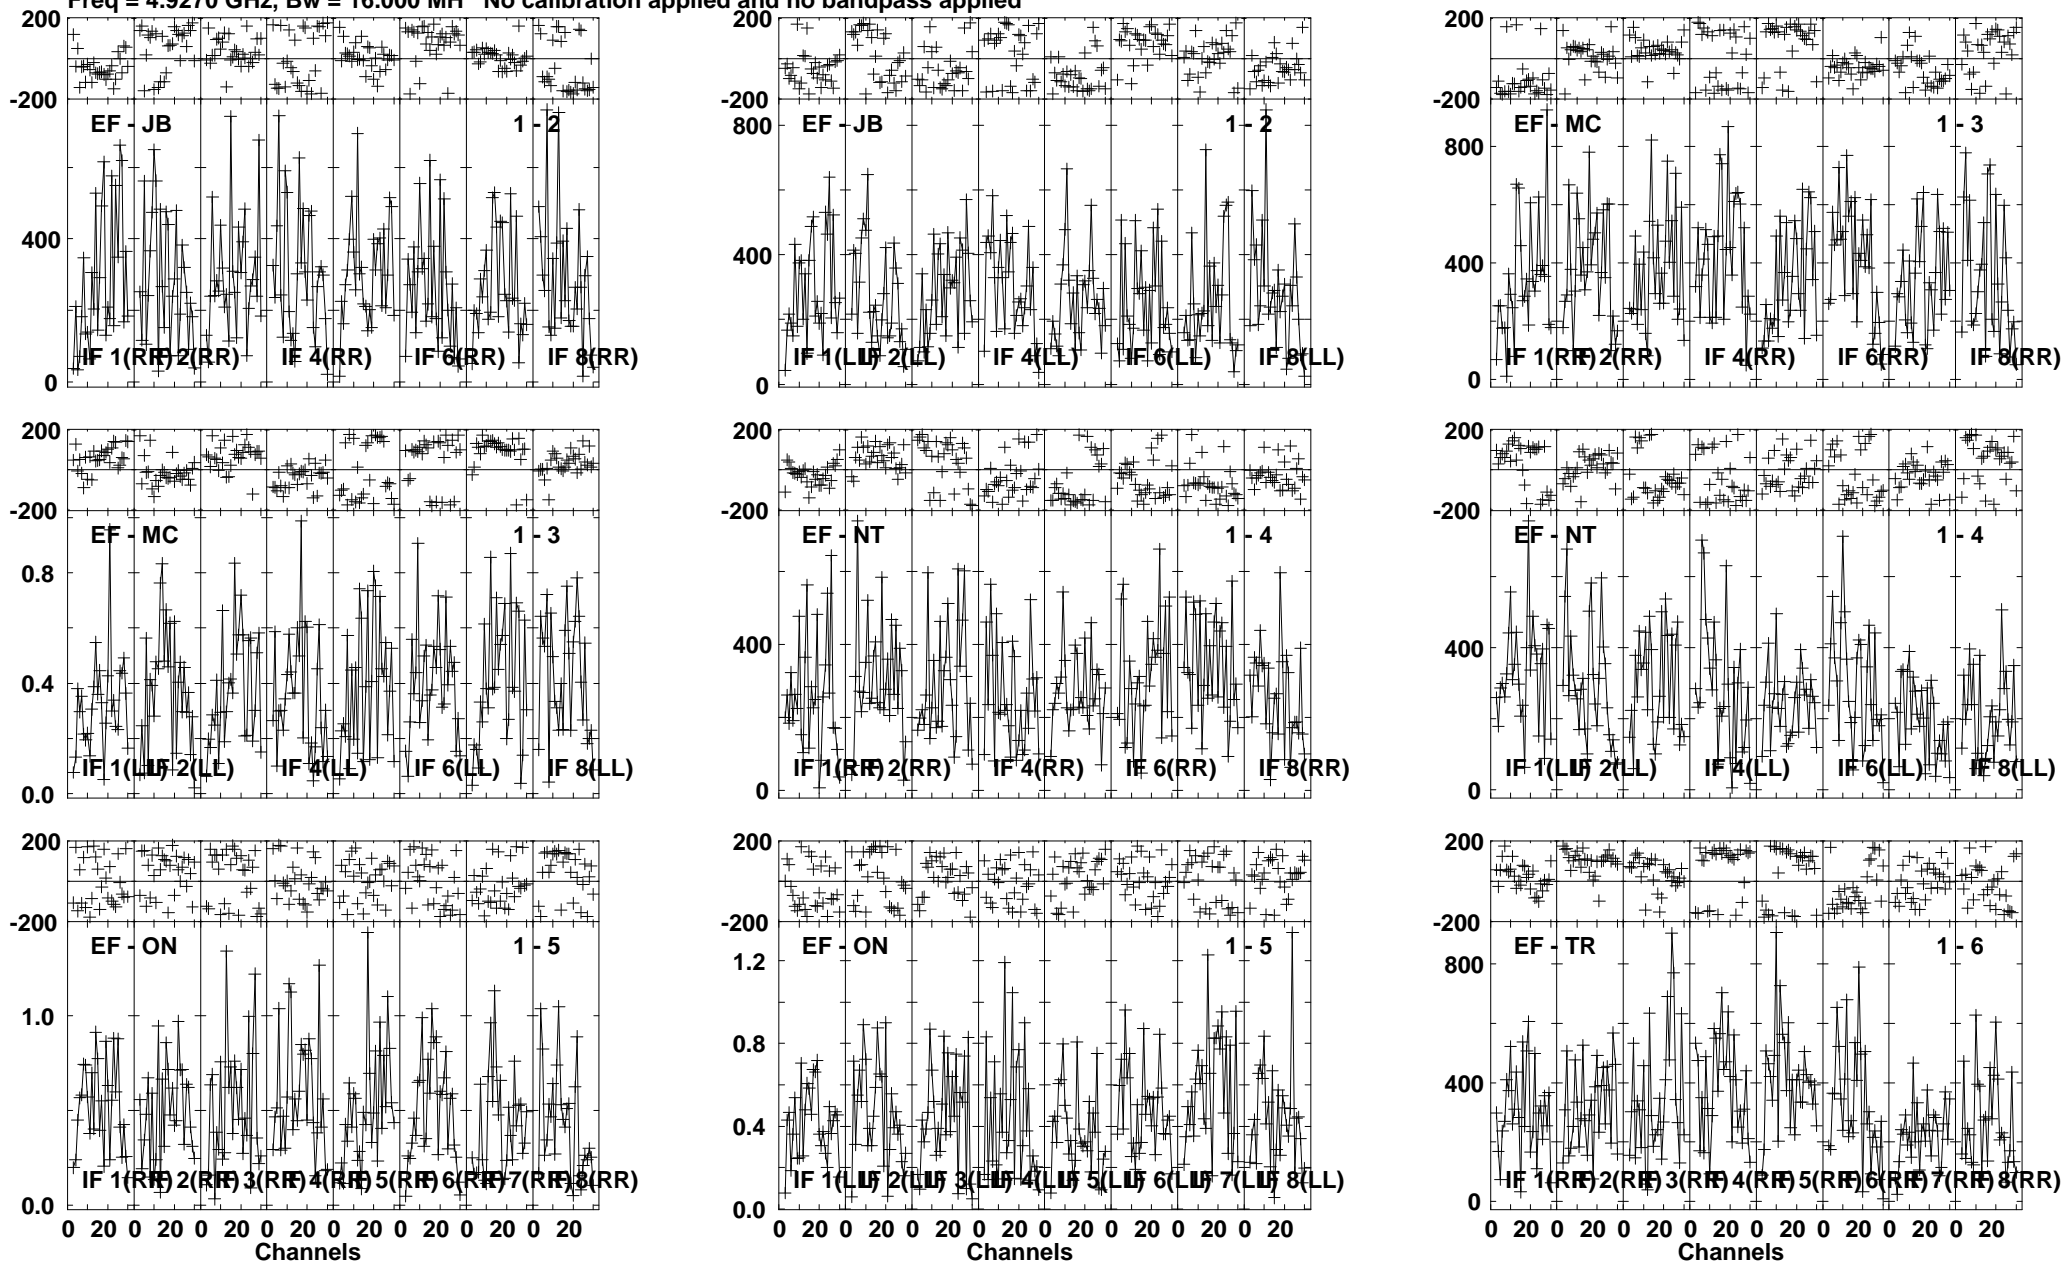 Freq = 4.9270 GHz, Bw = 16.000 MH No calibration applied and no bandpass applied
200 200 200
-200 -200 -200
EF - JB 1 - 2 EF - JB 1 - 2 EF - MC 1 - 3
800 800
400 400 400
0 0 0
IF 1(RR) IF 2(RR) IF 4(RR) IF 6(RR) IF 8(RR) IF 1(LL) IF 2(LL) IF 4(LL) IF 6(LL) IF 8(LL) IF 1(RR) IF 2(RR) IF 4(RR) IF 6(RR) IF 8(RR)
200 200 200
-200 -200 -200
EF - MC 1 - 3 EF - NT 1 - 4 EF - NT 1 - 4
0.8
0.4 400 400
0.0 0 0
IF 1(LL) IF 2(LL) IF 4(LL) IF 6(LL) IF 8(LL) IF 1(RR) IF 2(RR) IF 4(RR) IF 6(RR) IF 8(RR) IF 1(LL) IF 2(LL) IF 4(LL) IF 6(LL) IF 8(LL)
200 200 200
-200 -200 -200
EF - ON 1 - 5 EF - ON 1 - 5 EF - TR 1 - 6
1.2 800
1.0 0.8
0.4 400
0.0 0.0 0
IF 1(RR) IF 2(RR) IF 3(RR) IF 4(RR) IF 5(RR) IF 6(RR) IF 7(RR) IF 8(RR) IF 1(LL) IF 2(LL) IF 3(LL) IF 4(LL) IF 5(LL) IF 6(LL) IF 7(LL) IF 8(LL) IF 1(RR) IF 2(RR) IF 3(RR) IF 4(RR) IF 5(RR) IF 6(RR) IF 7(RR) IF 8(RR)
0 20 0 20 0 20 0 20 0 20 0 20 0 20 0 20 0 20 0 20 0 20 0 20 0 20 0 20 0 20 0 20 0 20 0 20 0 20 0 20 0 20 0 20 0 20 0 20
Channels Channels Channels